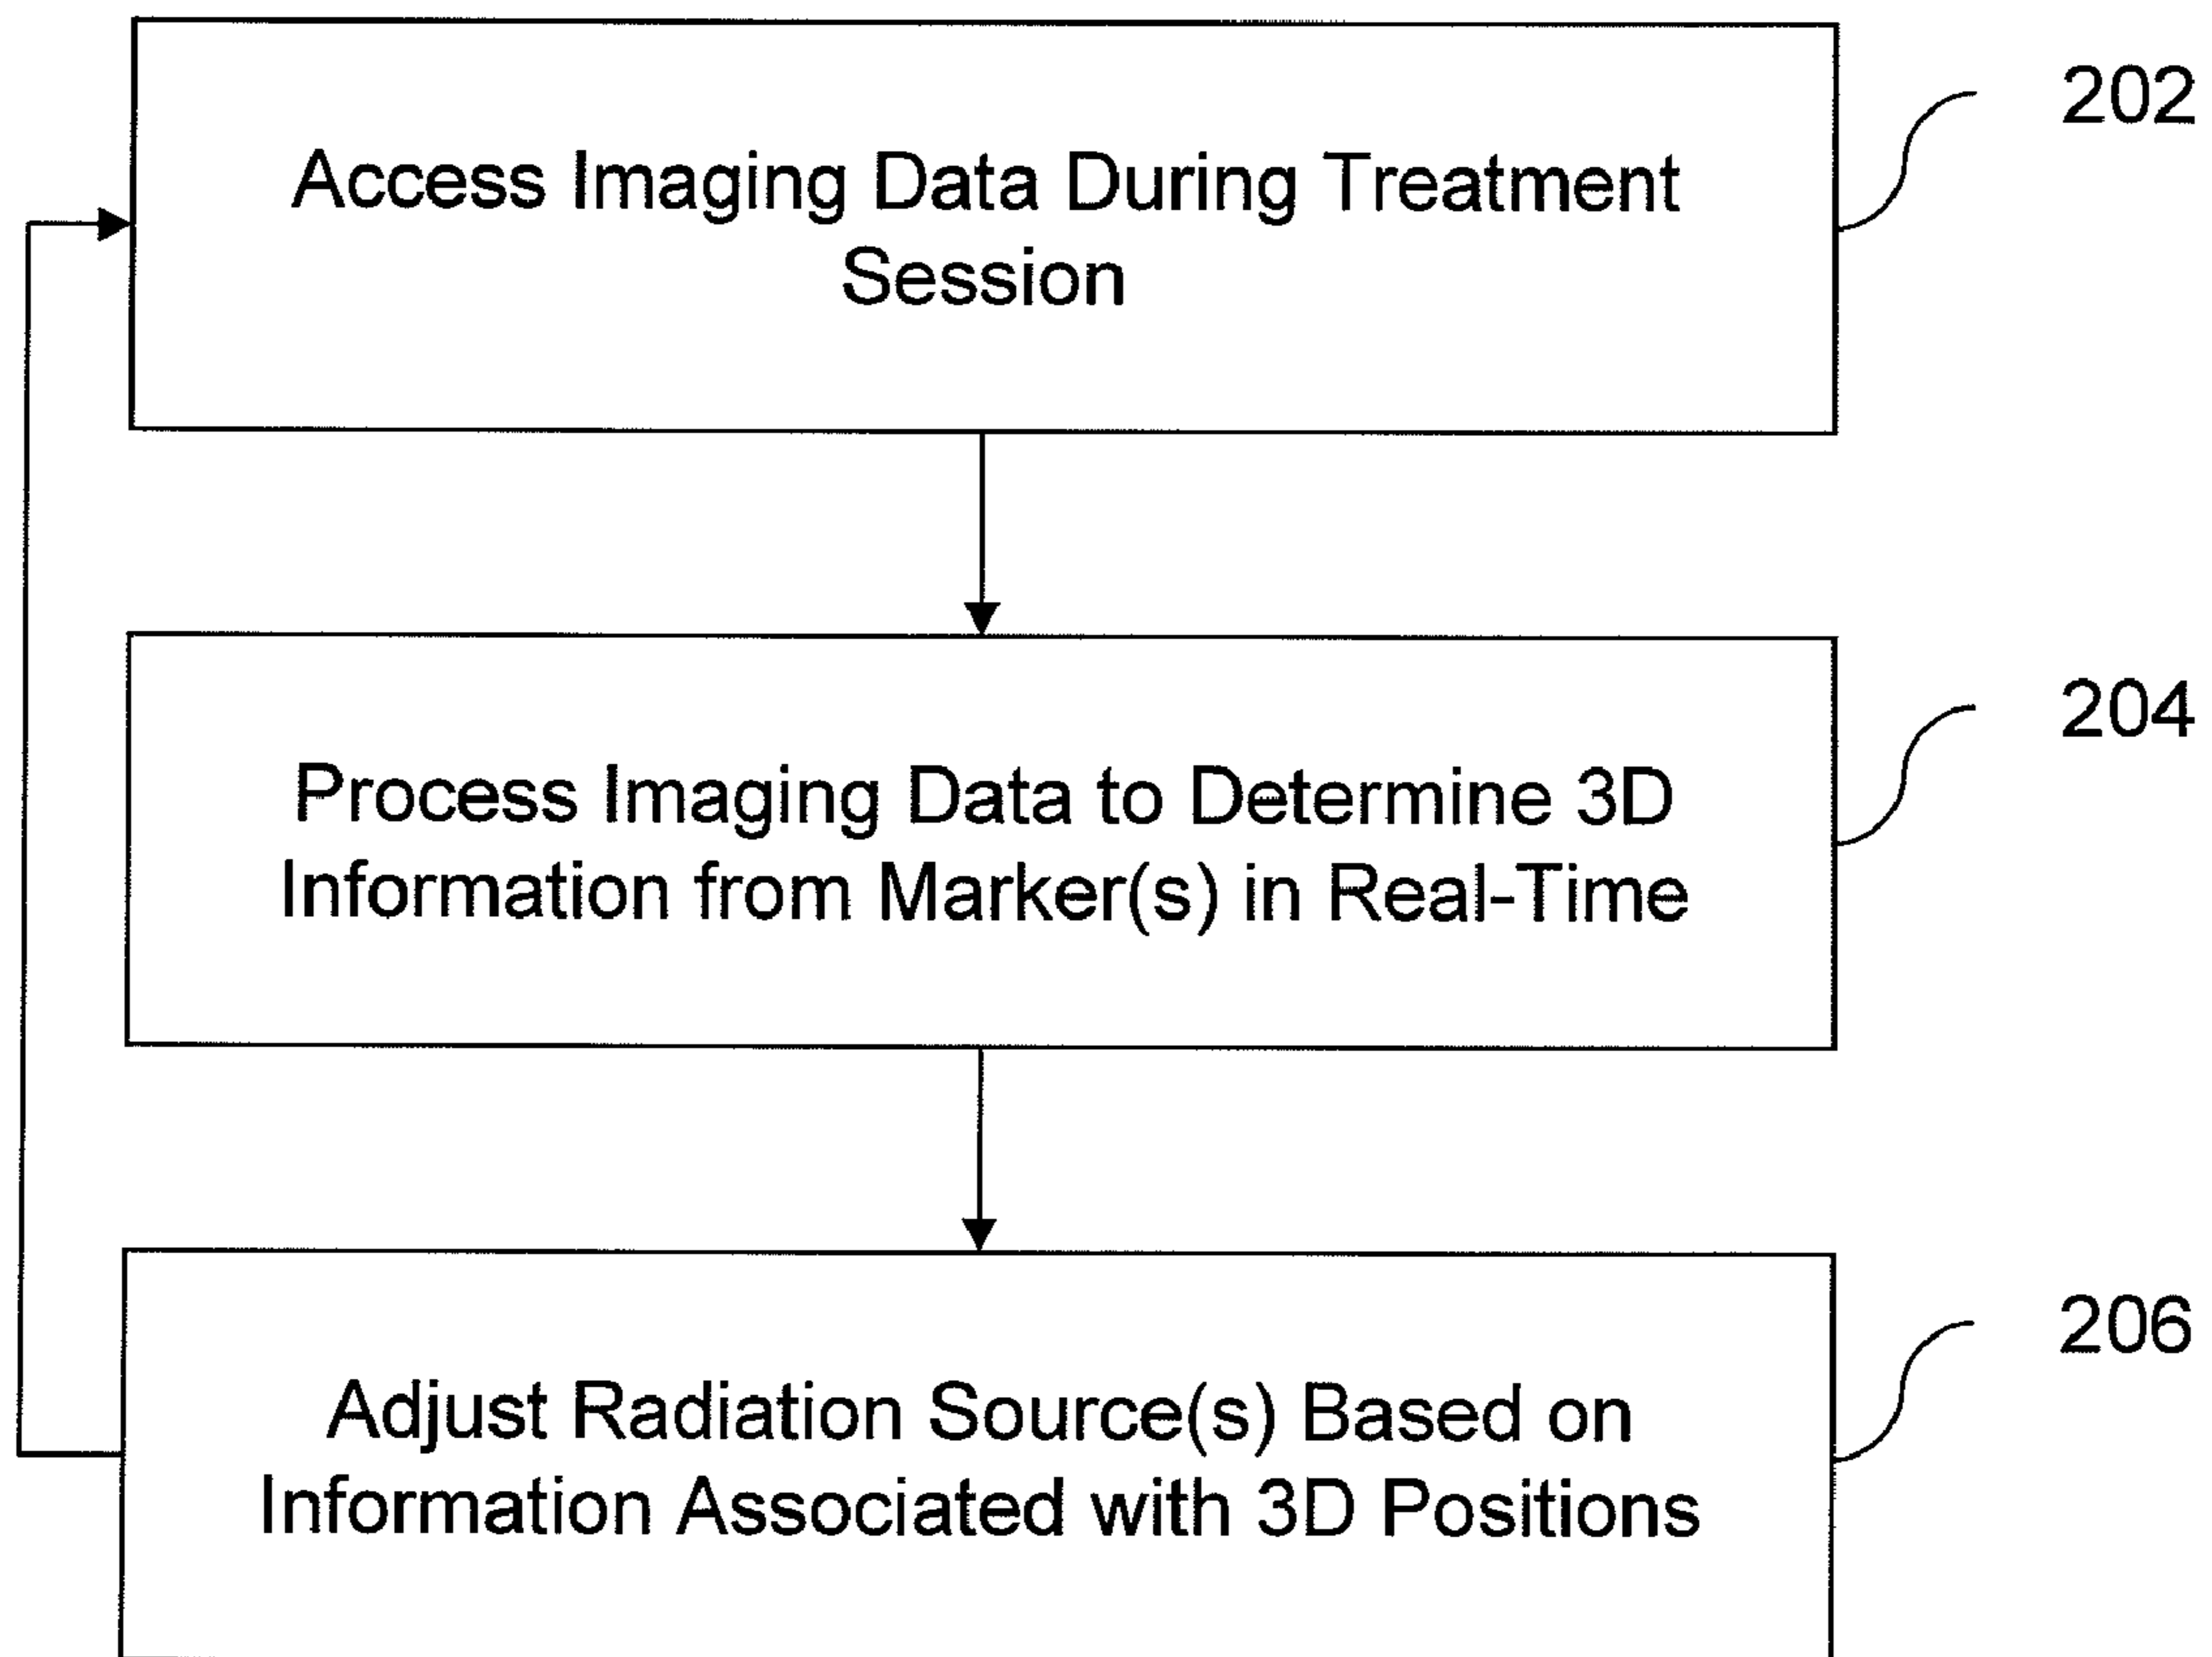 Access Imaging Data During Treatment
Session
202
Process Imaging Data to Determine 3D
Information from Marker(s) in Real-Time
204
Adjust Radiation Source(s) Based on
Information Associated with 3D Positions
206